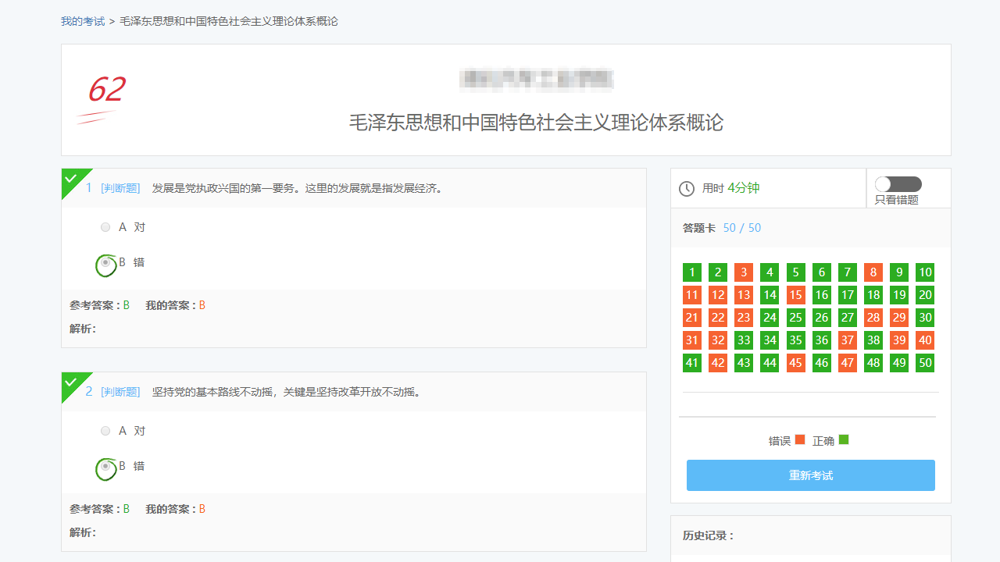 我的考试 > 毛泽东思想和中国特色社会主义理论体系概论
62
毛泽东思想和中国特色社会主义理论体系概论
1 [判断题] 发展是党执政兴国的第一要务。这里的发展就是指发展经济。
A 对
B 错
参考答案：B 我的答案：B
解析：
2 [判断题] 坚持党的基本路线不动摇，关键是坚持改革开放不动摇。
A 对
B 错
参考答案：B 我的答案：B
解析：
用时 4分钟
只看错题
答题卡 50 / 50
1 2 3 4 5 6 7 8 9 10
11 12 13 14 15 16 17 18 19 20
21 22 23 24 25 26 27 28 29 30
31 32 33 34 35 36 37 38 39 40
41 42 43 44 45 46 47 48 49 50
错误 正确
重新考试
历史记录：